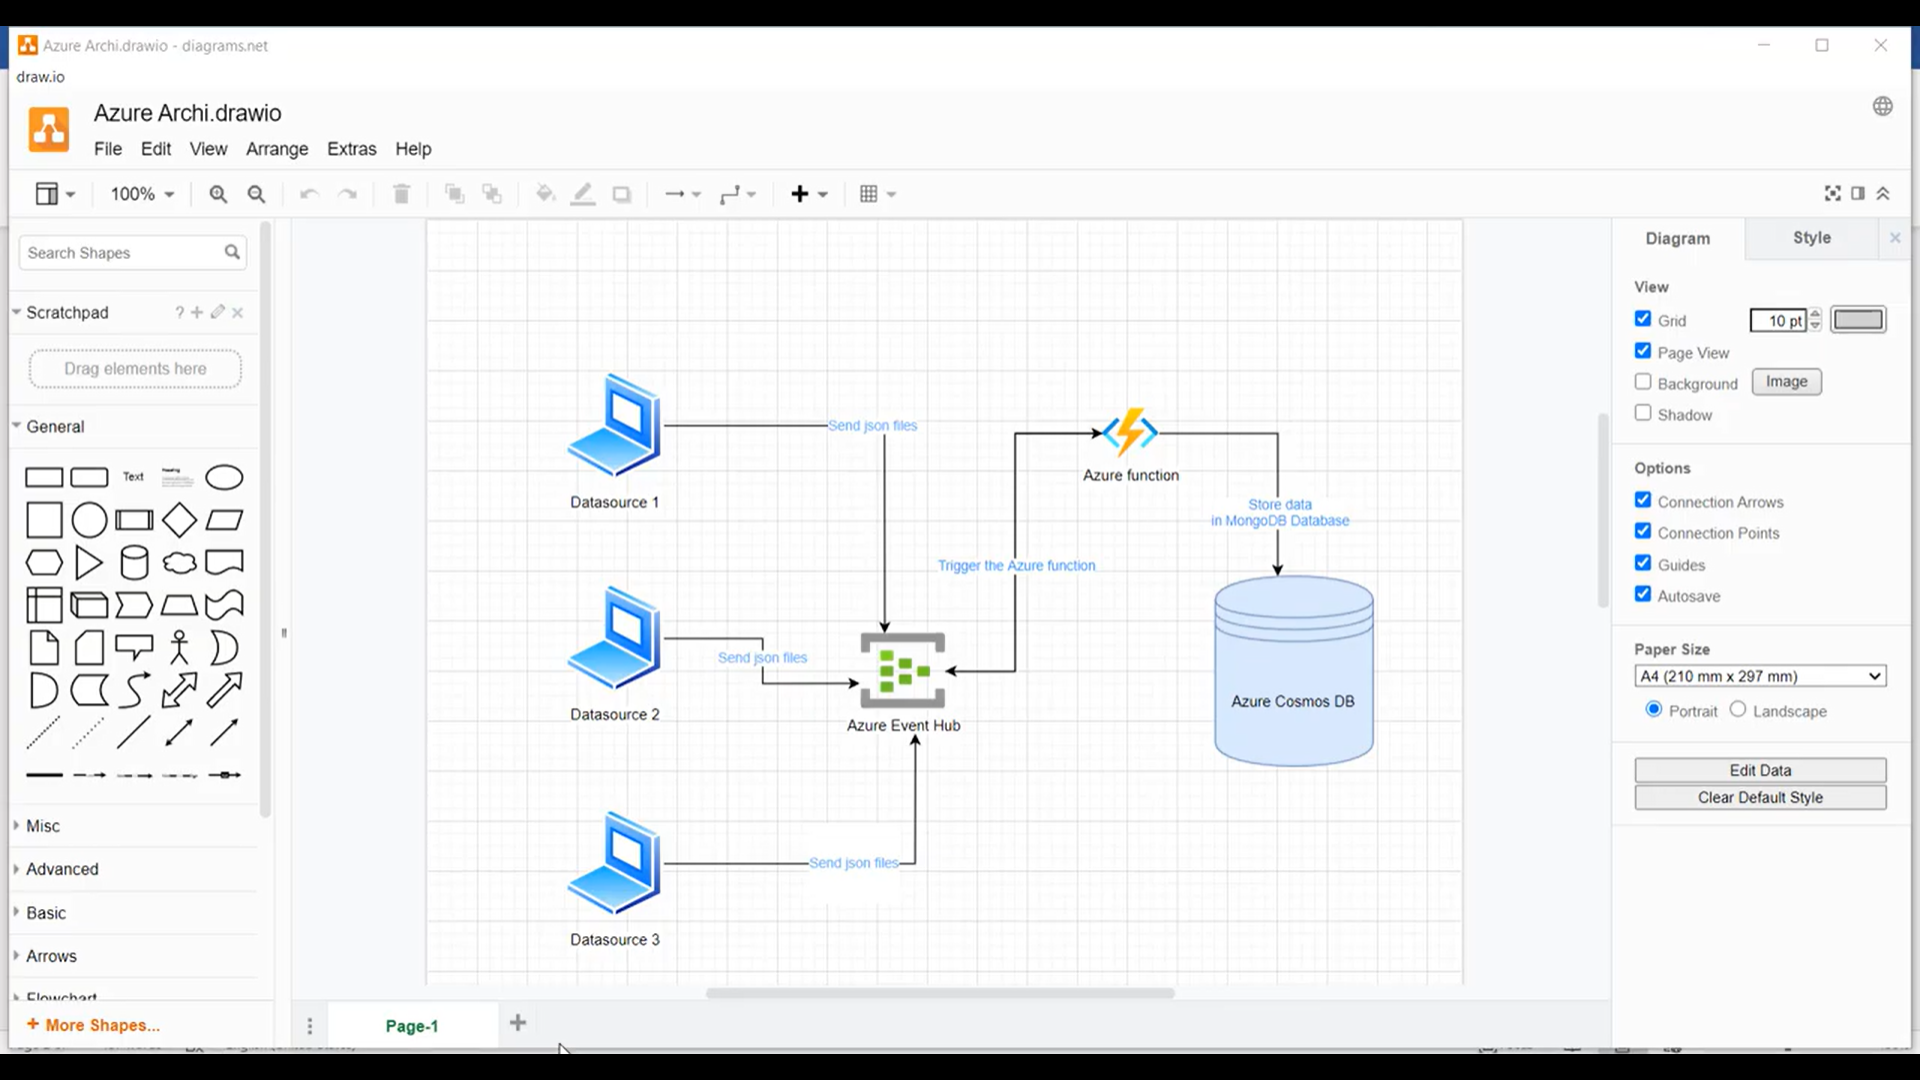 Azure Archi.drawio - diagrams.net
draw.io
Azure Archi.drawio
File Edit View Arrange Extras Help
100%
Search Shapes
Scratchpad
?
Drag elements here
General
Text
Heading
Misc
Advanced
Basic
Arrows
Flowchart
+ More Shapes...
Send json files
Datasource 1
Azure function
Store data
in MongoDB Database
Trigger the Azure function
Send json files
Datasource 2
Azure Event Hub
Azure Cosmos DB
Send json files
Datasource 3
Page-1
Diagram Style
View
Grid 10 pt
Page View
Background Image
Shadow
Options
Connection Arrows
Connection Points
Guides
Autosave
Paper Size
A4 (210 mm x 297 mm)
Portrait Landscape
Edit Data
Clear Default Style